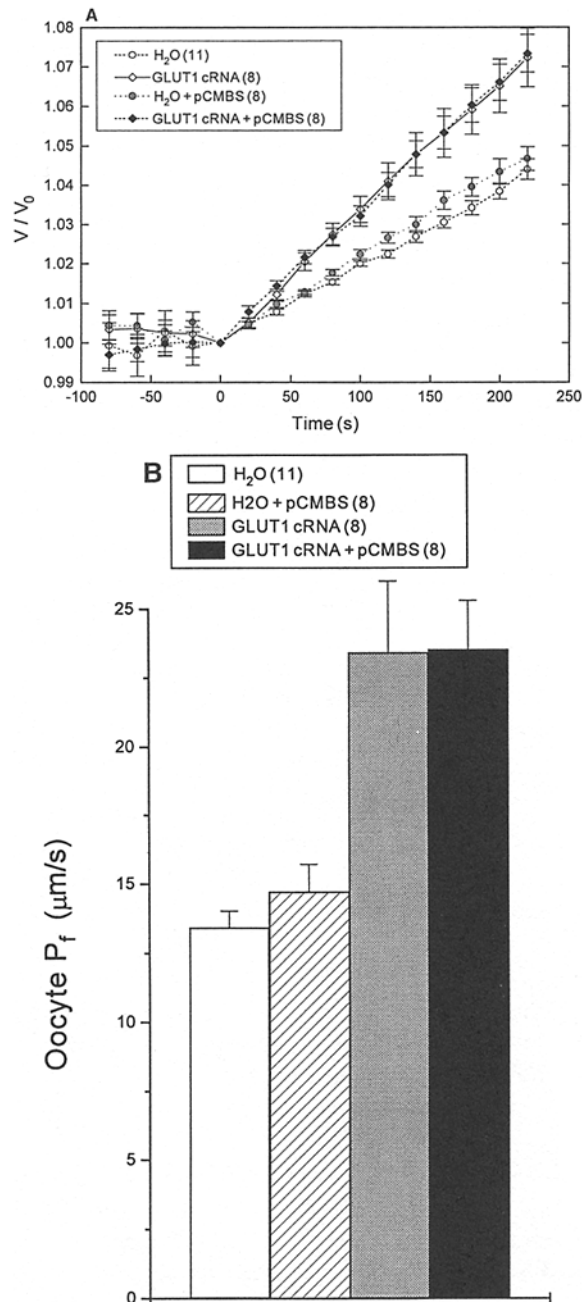 A
1.08
1.07
1.06
1.05
1.04
1.03
1.02
1.01
1.00
0.99
V / V₀
H₂O (11)
GLUT1 cRNA (8)
H₂O + pCMBS (8)
GLUT1 cRNA + pCMBS (8)
-100 -50 0 50 100 150 200 250
Time (s)
B
H₂O (11)
H2O + pCMBS (8)
GLUT1 cRNA (8)
GLUT1 cRNA + pCMBS (8)
25
20
15
10
5
0
Oocyte Pf (μm/s)